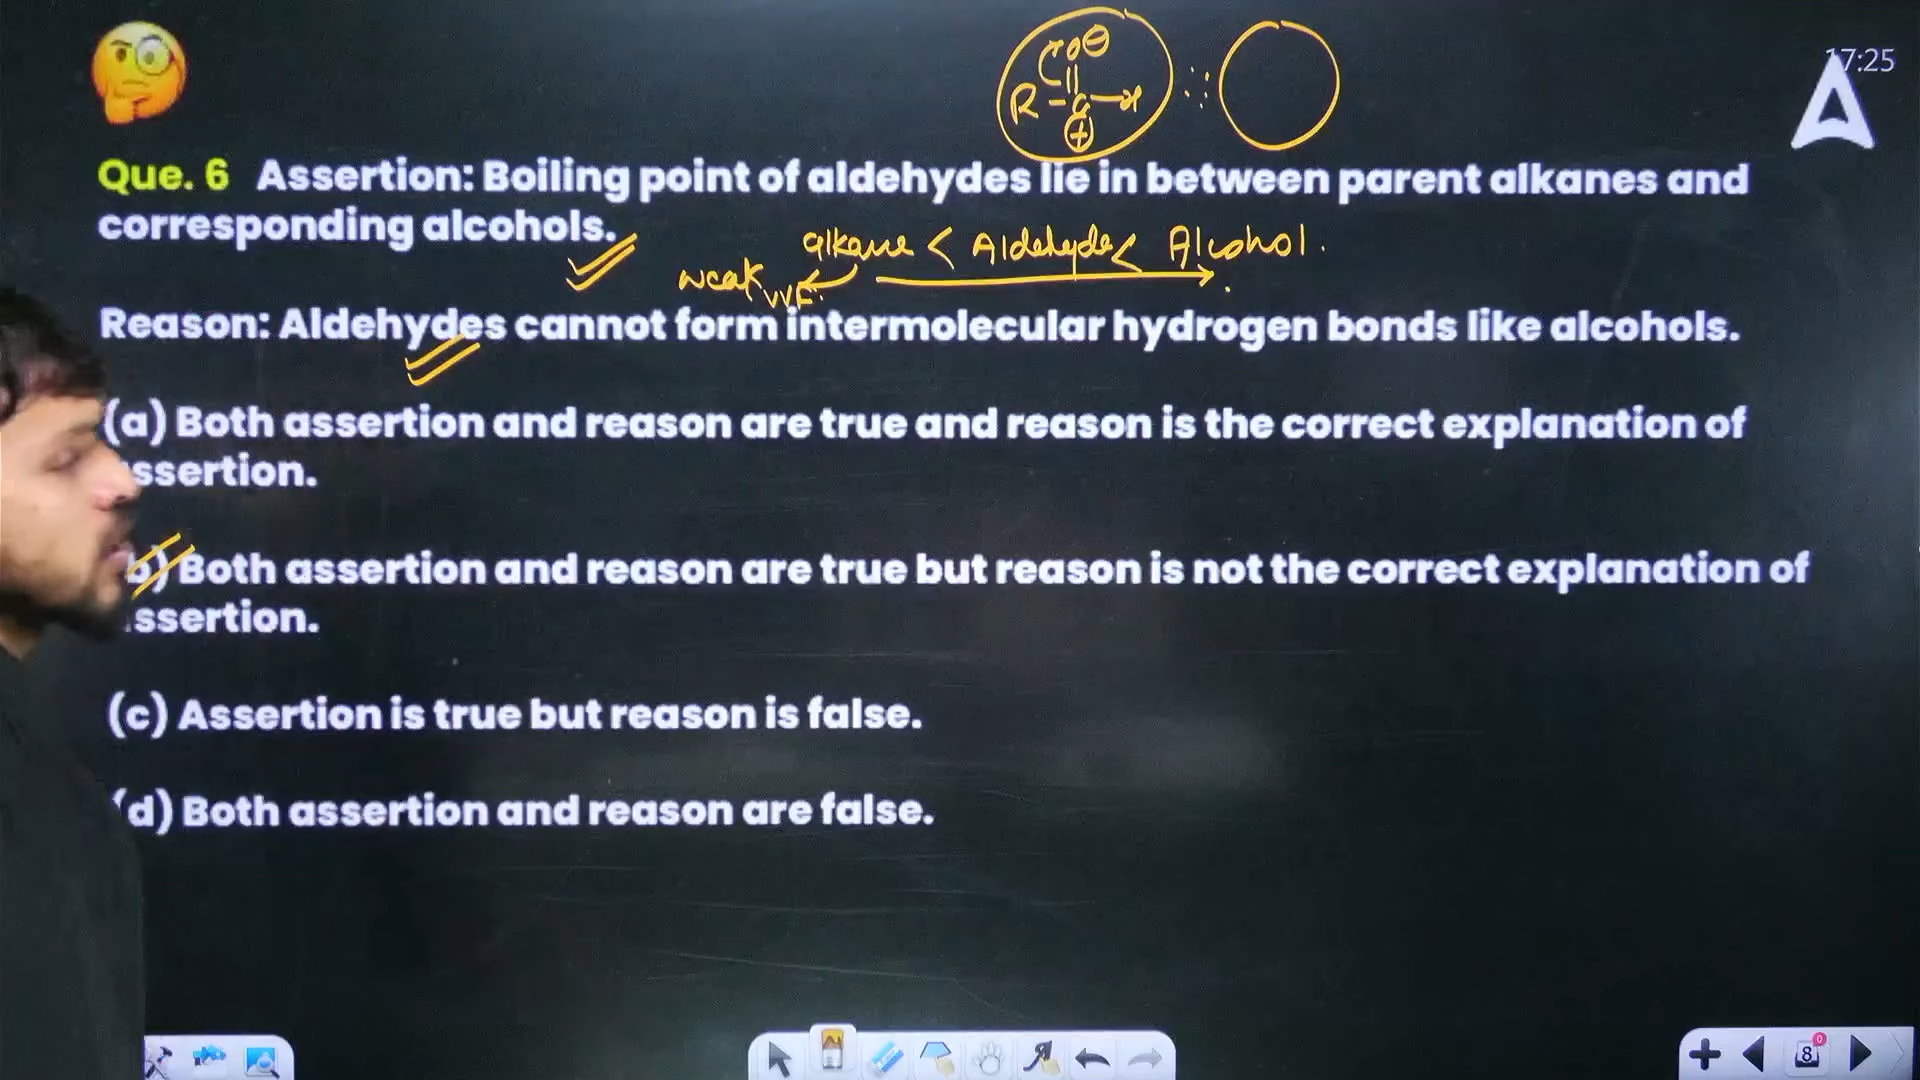 O⊖
17:25
R - C - H
⊕
Que. 6 Assertion: Boiling point of aldehydes lie in between parent alkanes and
corresponding alcohols.
alkane < Aldehyde < Alcohol.
weak VVF.
Reason: Aldehydes cannot form intermolecular hydrogen bonds like alcohols.
(a) Both assertion and reason are true and reason is the correct explanation of
ssertion.
b) Both assertion and reason are true but reason is not the correct explanation of
ssertion.
(c) Assertion is true but reason is false.
(d) Both assertion and reason are false.
8
0